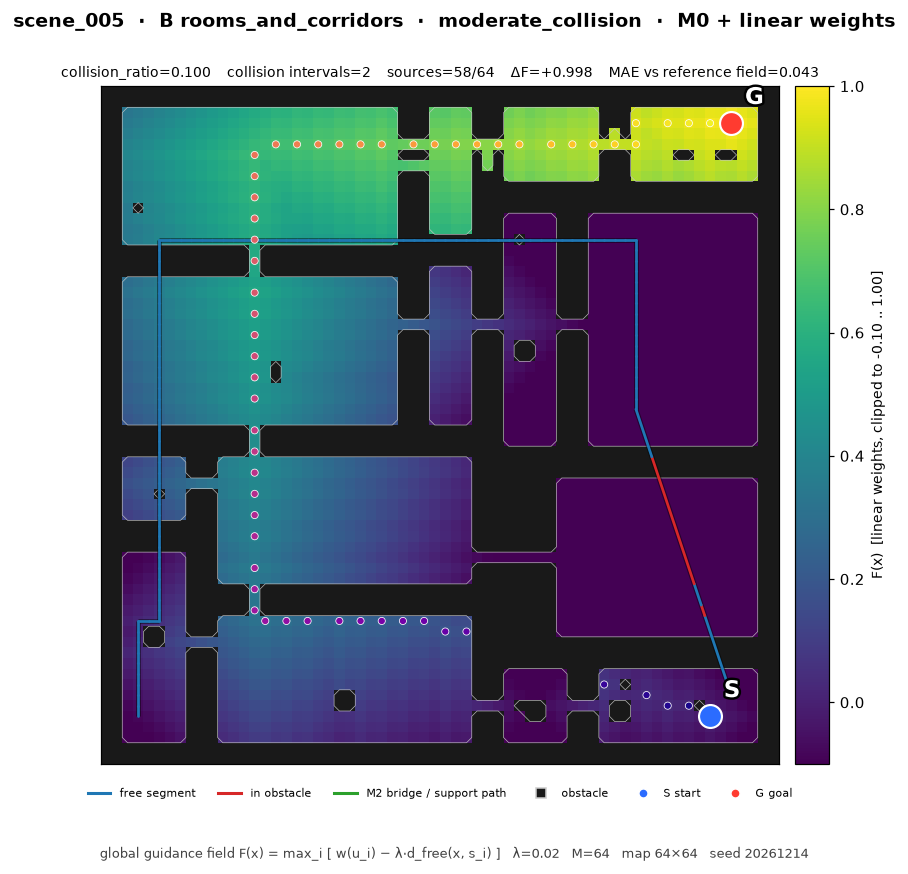 scene_005 · B rooms_and_corridors · moderate_collision · M0 + linear weights
collision_ratio=0.100 collision intervals=2 sources=58/64 ΔF=+0.998 MAE vs reference field=0.043
G
S
1.0
0.8
0.6
0.4
0.2
0.0
F(x) [linear weights, clipped to -0.10 .. 1.00]
free segment
in obstacle
M2 bridge / support path
obstacle
S start
G goal
global guidance field F(x) = max_i [ w(u_i) − λ·d_free(x, s_i) ] λ=0.02 M=64 map 64×64 seed 20261214